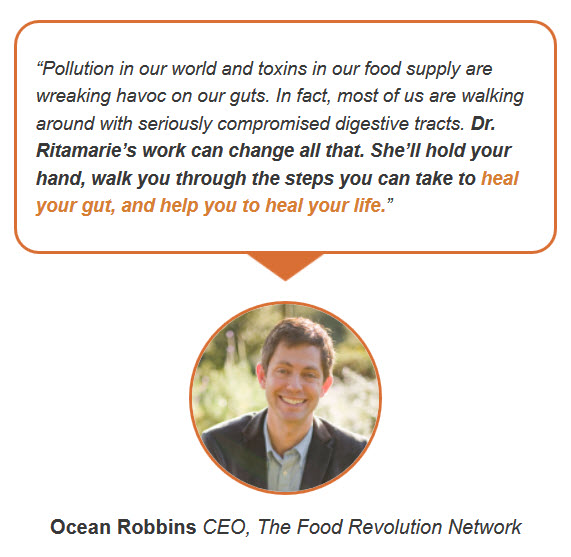 “Pollution in our world and toxins in our food supply are
wreaking havoc on our guts. In fact, most of us are walking
around with seriously compromised digestive tracts. Dr.
Ritamarie’s work can change all that. She’ll hold your
hand, walk you through the steps you can take to heal
your gut, and help you to heal your life.”
Ocean Robbins CEO, The Food Revolution Network